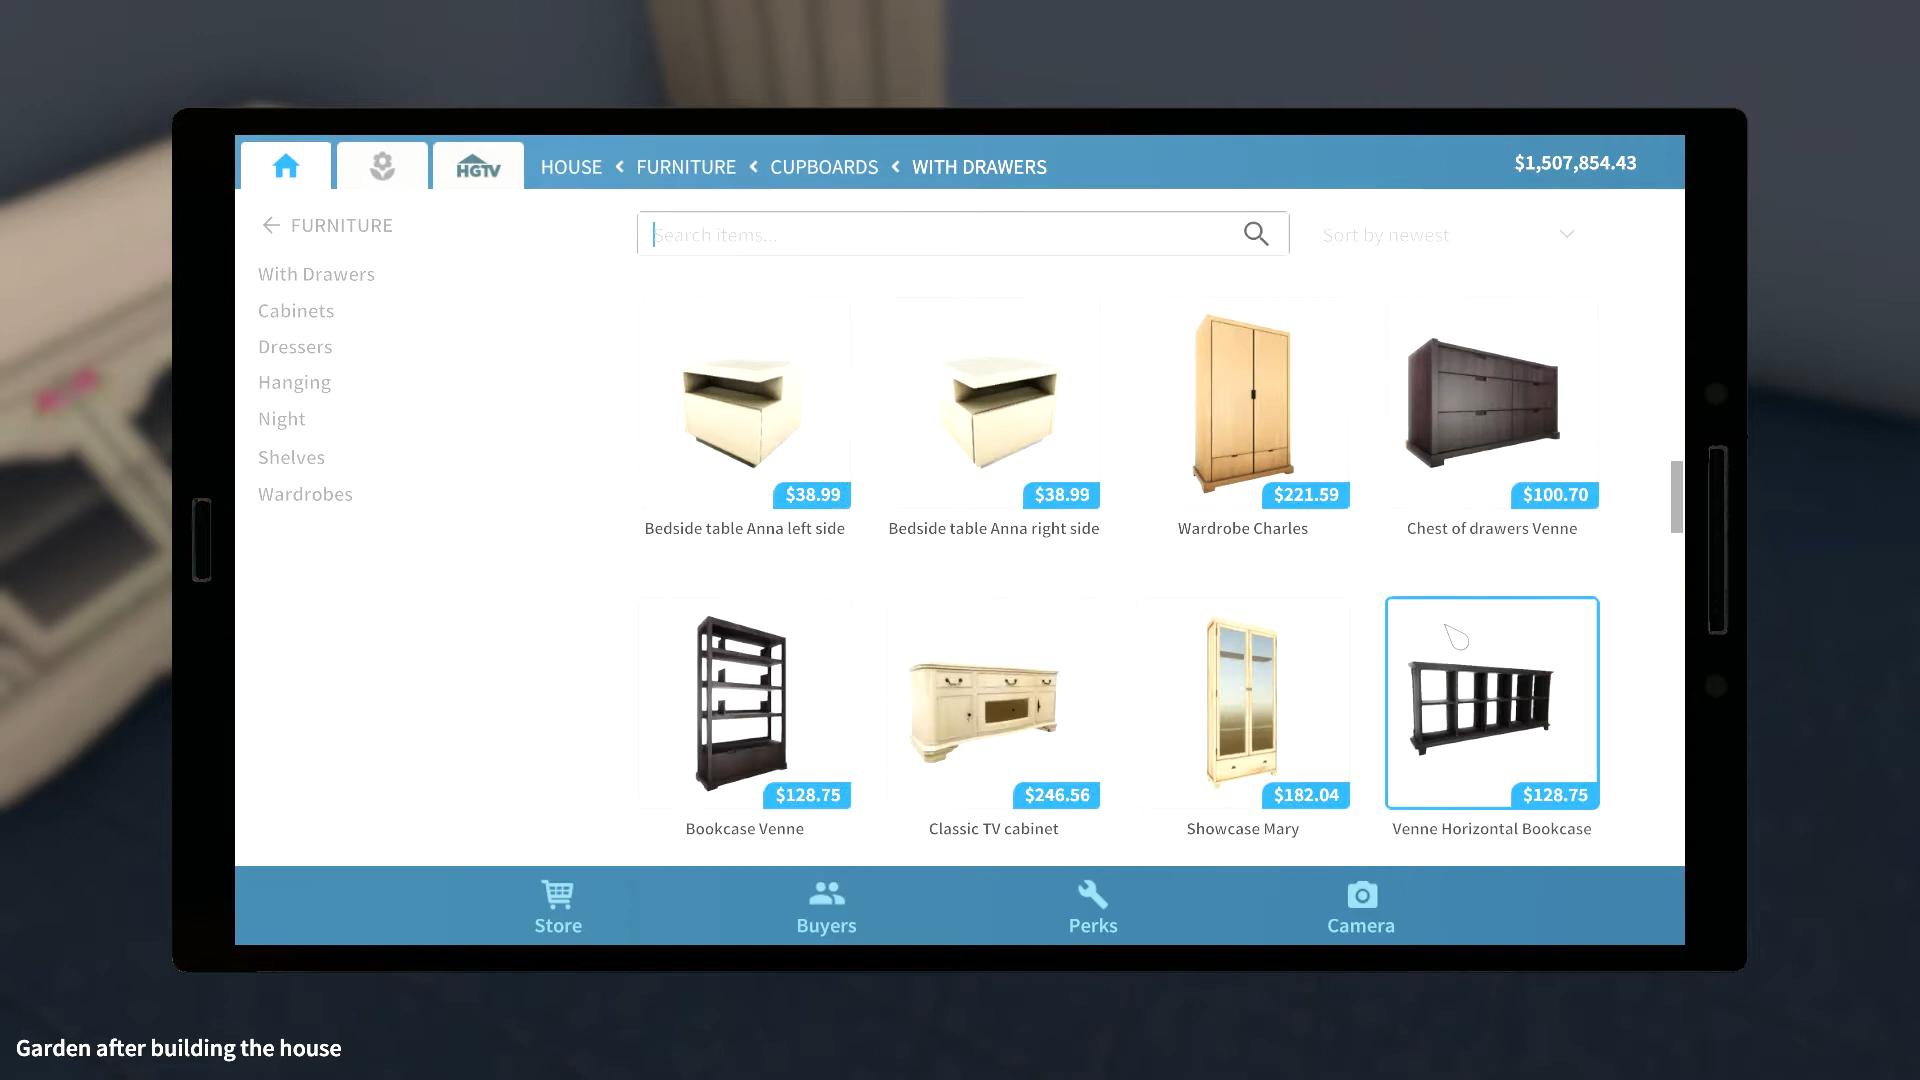 HGTV
HOUSE < FURNITURE < CUPBOARDS < WITH DRAWERS
$1,507,854.43
FURNITURE
Search items...
Sort by newest
With Drawers
Cabinets
Dressers
Hanging
Night
Shelves
Wardrobes
$38.99
$38.99
$221.59
$100.70
Bedside table Anna left side
Bedside table Anna right side
Wardrobe Charles
Chest of drawers Venne
$128.75
$246.56
$182.04
$128.75
Bookcase Venne
Classic TV cabinet
Showcase Mary
Venne Horizontal Bookcase
Store
Buyers
Perks
Camera
Garden after building the house